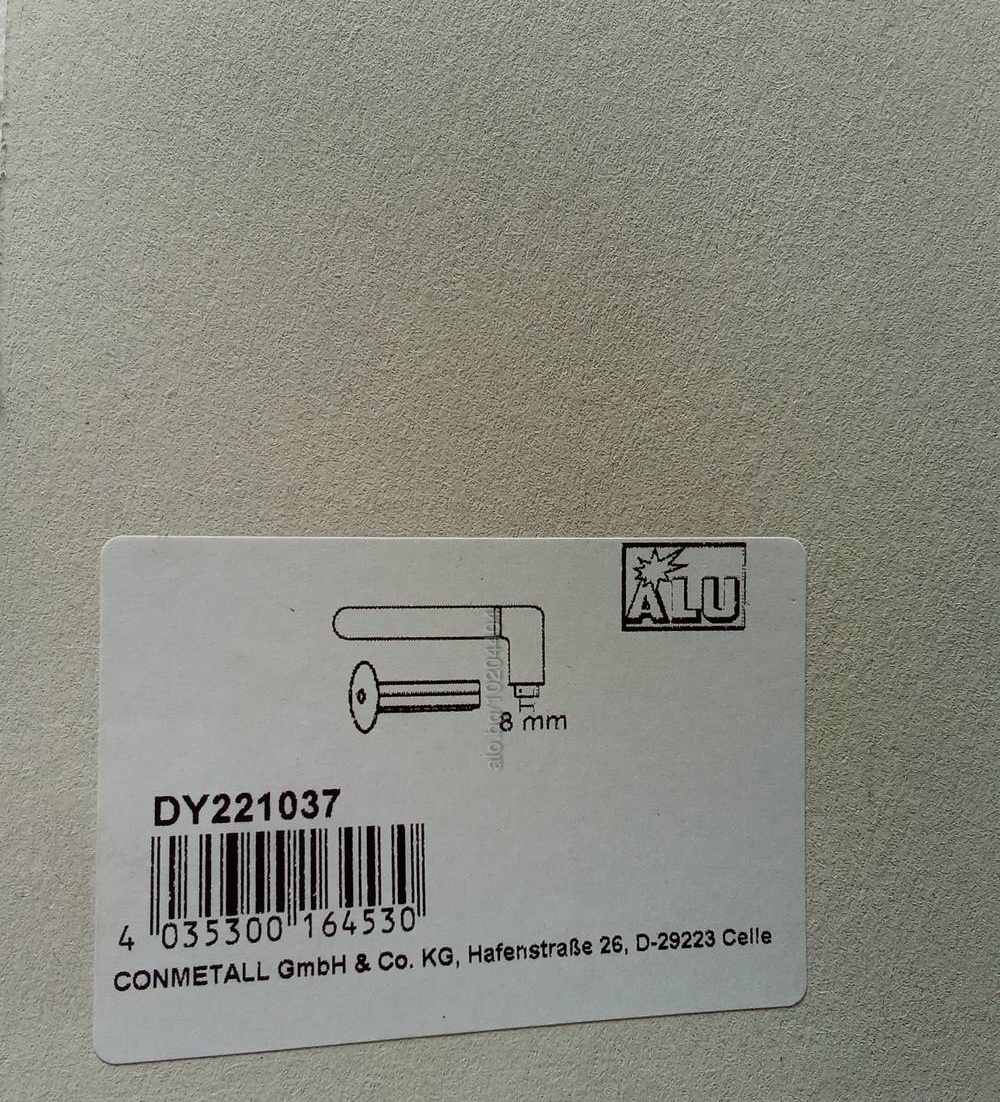 ALU
8 mm
DY221037
4 035300 164530
CONMETALL GmbH & Co. KG, Hafenstraße 26, D-29223 Celle